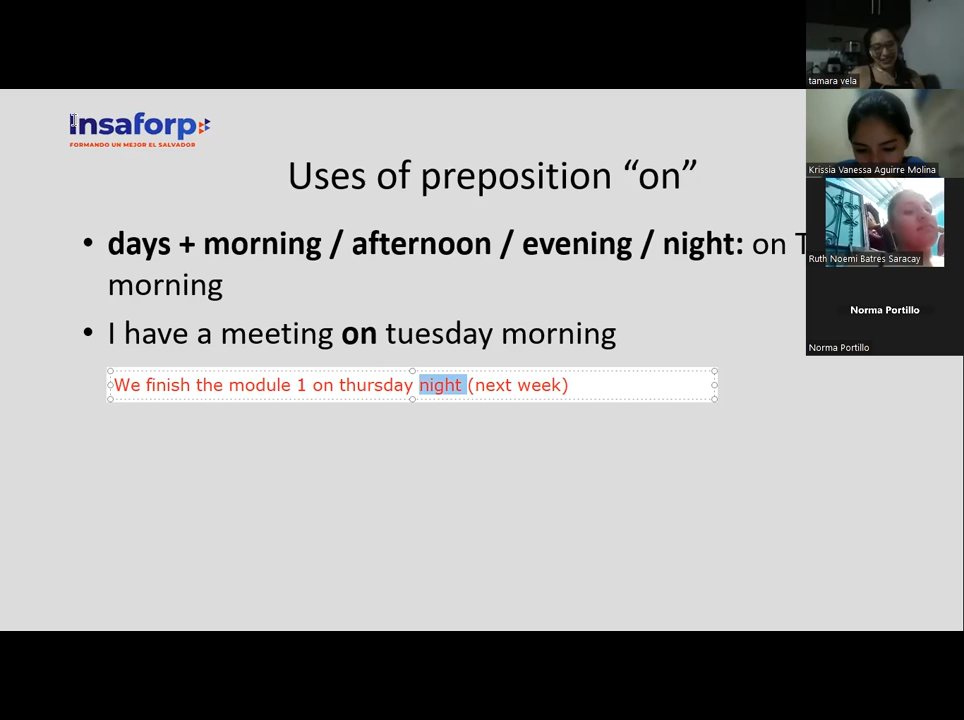 insaforp
FORMANDO UN MEJOR EL SALVADOR
Uses of preposition “on”
• days + morning / afternoon / evening / night: on T
morning
• I have a meeting on tuesday morning
We finish the module 1 on thursday night (next week)
tamara vela
Krissia Vanessa Aguirre Molina
Ruth Noemi Batres Saracay
Norma Portillo
Norma Portillo